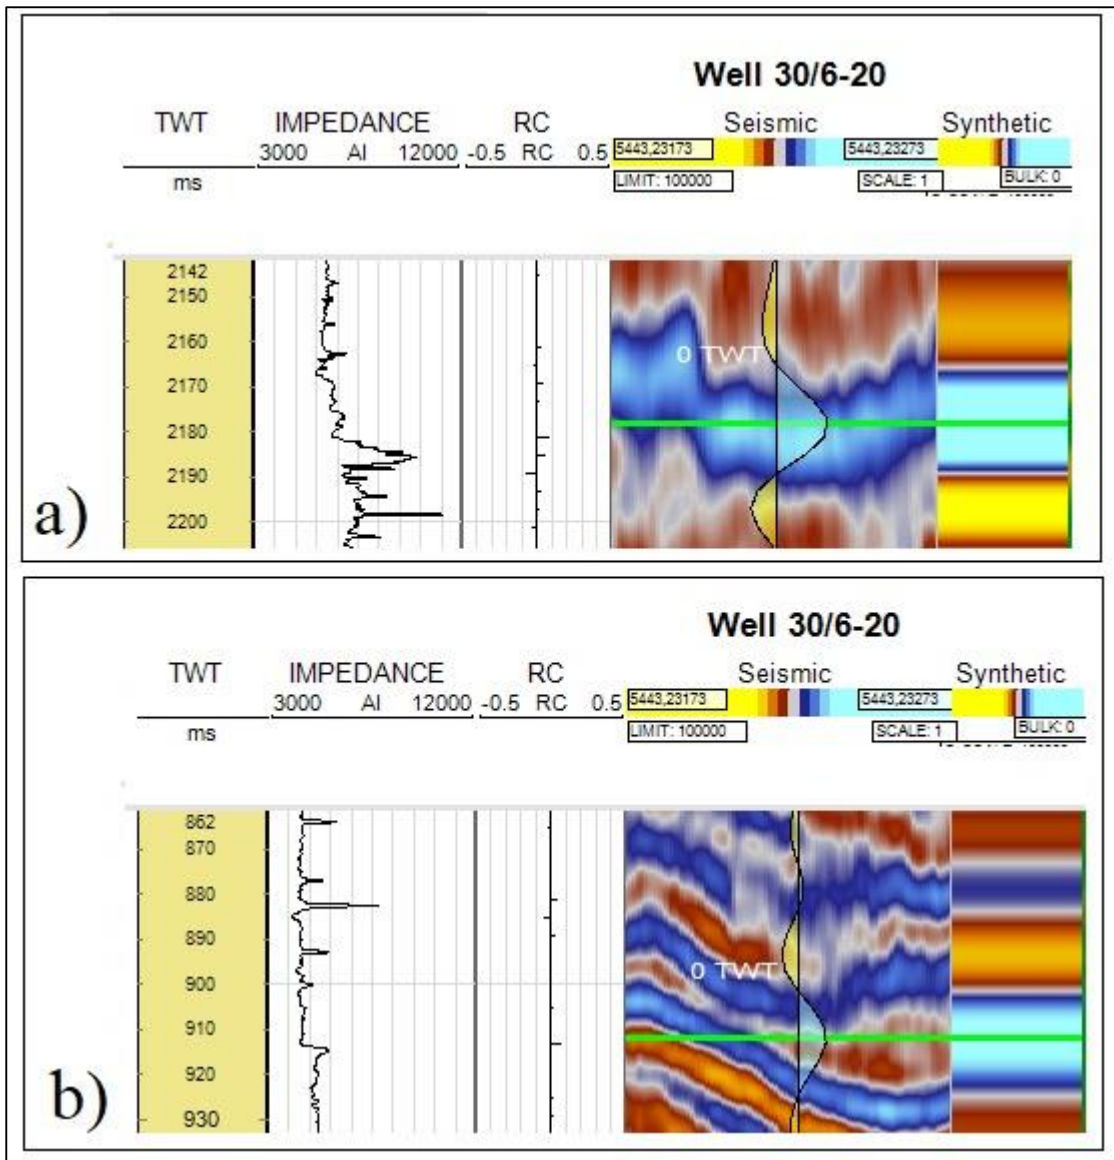 Well 30/6-20
TWT IMPEDANCE RC Seismic Synthetic
3000 AI 12000 -0.5 RC 0.5 5443,23173 5443,23273
ms LIMIT: 100000 SCALE: 1 BULK: 0
2142
2150
2160
0 TWT
2170
2180
2190
2200
a)
Well 30/6-20
TWT IMPEDANCE RC Seismic Synthetic
3000 AI 12000 -0.5 RC 0.5 5443,23173 5443,23273
ms LIMIT: 100000 SCALE: 1 BULK: 0
862
870
880
890
0 TWT
900
910
920
930
b)